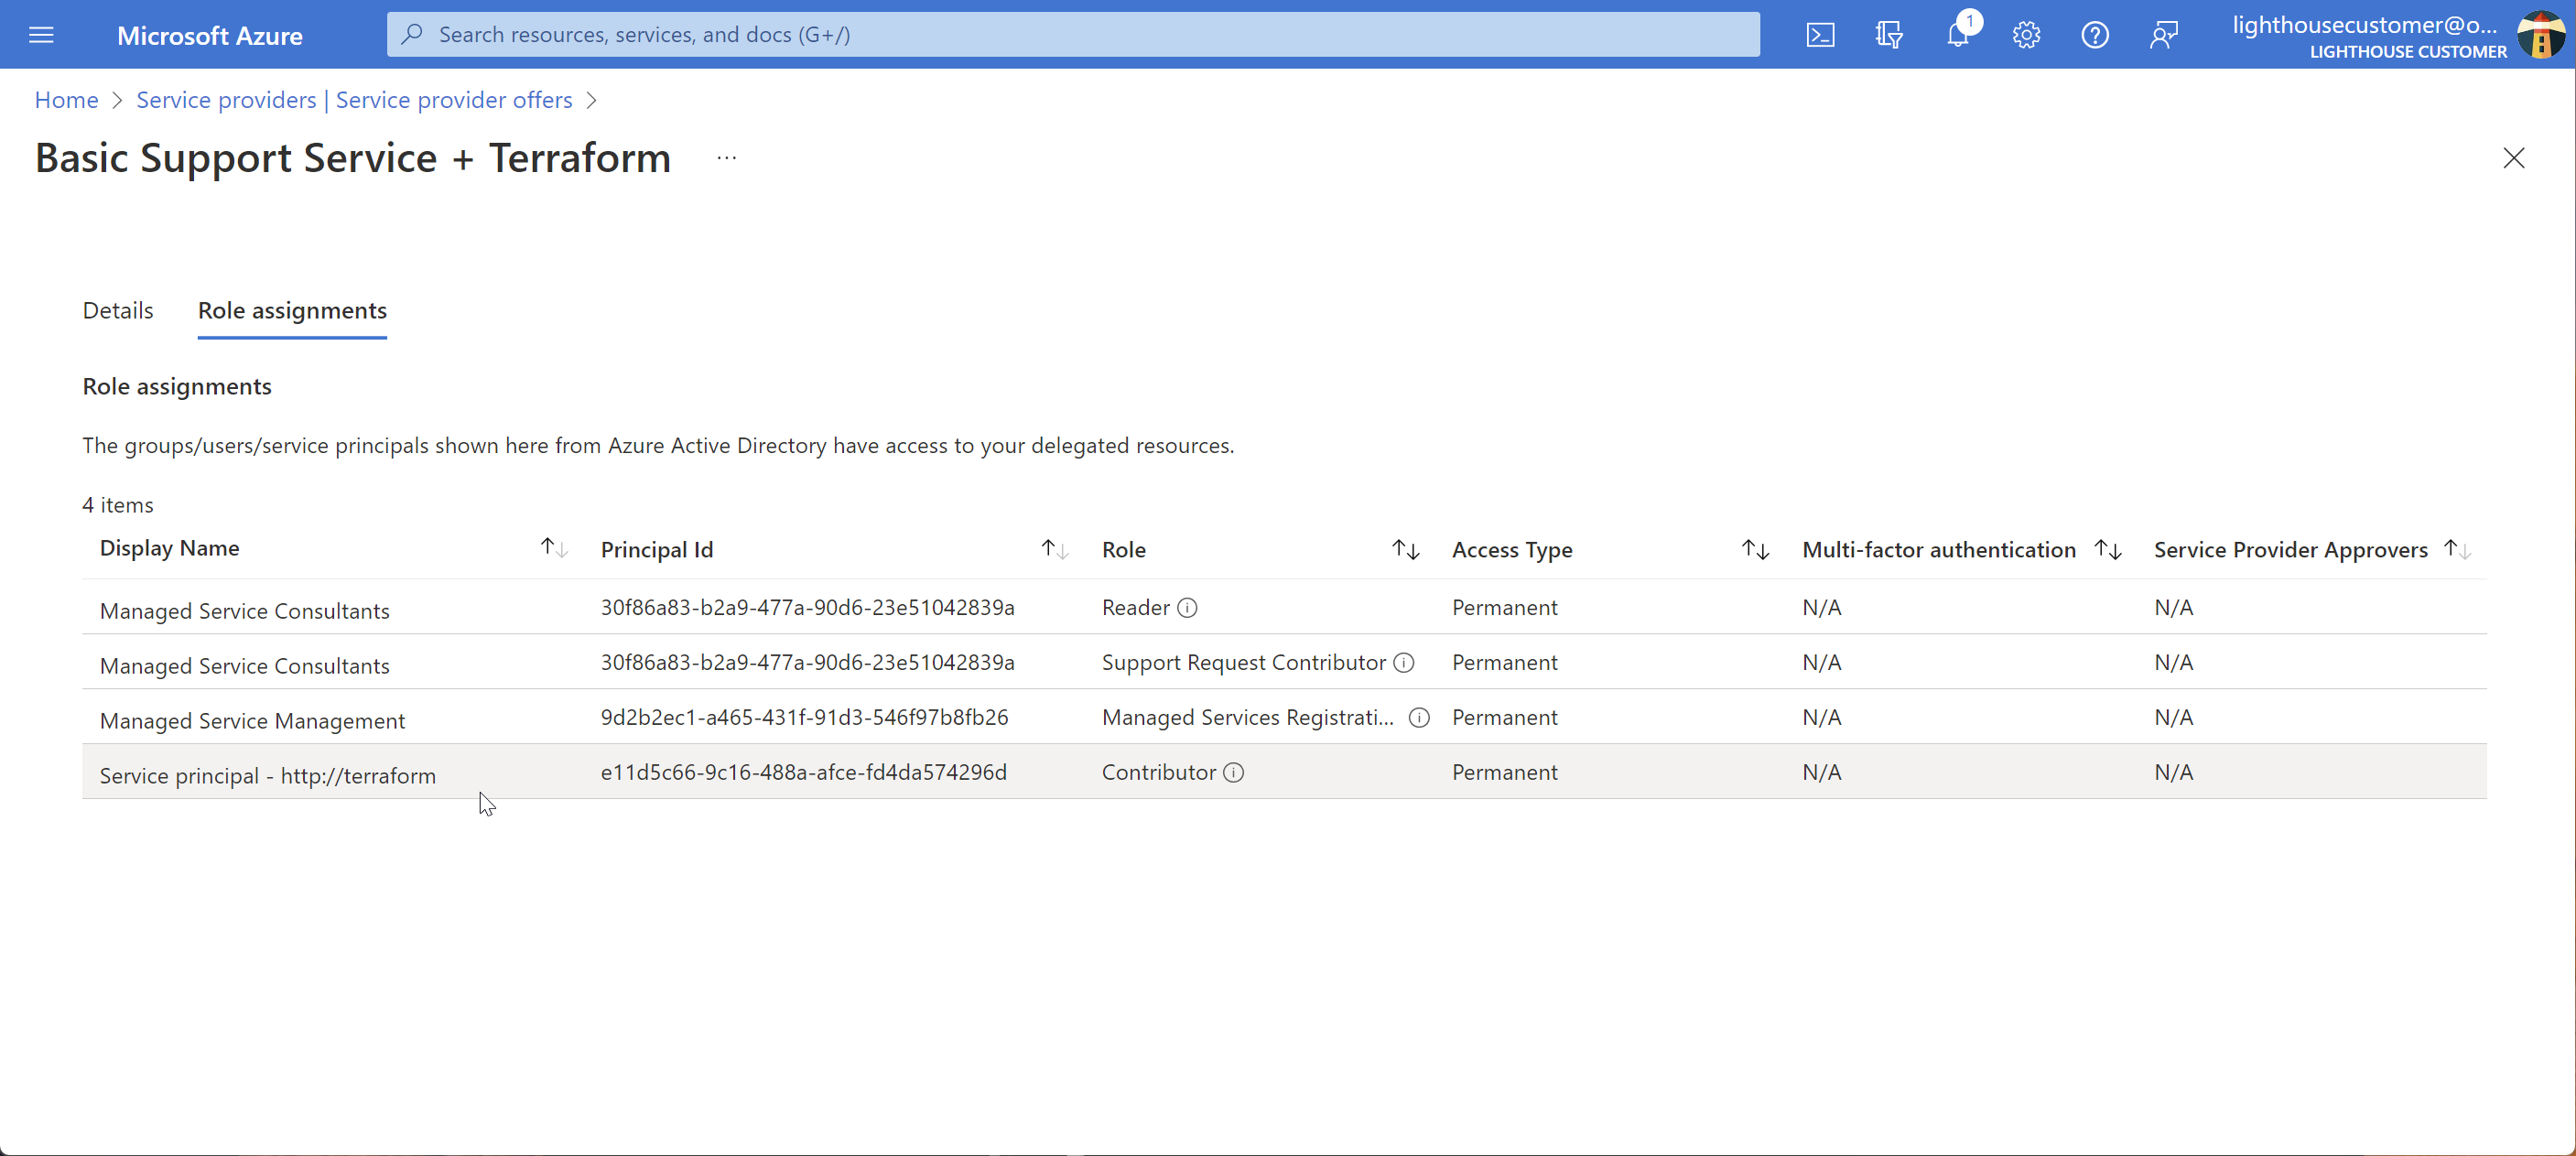 Microsoft Azure
Search resources, services, and docs (G+/)
1
lighthousecustomer@o...
LIGHTHOUSE CUSTOMER
Home > Service providers | Service provider offers >
Basic Support Service + Terraform ...
Details Role assignments
Role assignments
The groups/users/service principals shown here from Azure Active Directory have access to your delegated resources.
4 items
Display Name Principal Id Role Access Type Multi-factor authentication Service Provider Approvers
Managed Service Consultants 30f86a83-b2a9-477a-90d6-23e51042839a Reader Permanent N/A N/A
Managed Service Consultants 30f86a83-b2a9-477a-90d6-23e51042839a Support Request Contributor Permanent N/A N/A
Managed Service Management 9d2b2ec1-a465-431f-91d3-546f97b8fb26 Managed Services Registrati... Permanent N/A N/A
Service principal - http://terraform e11d5c66-9c16-488a-afce-fd4da574296d Contributor Permanent N/A N/A